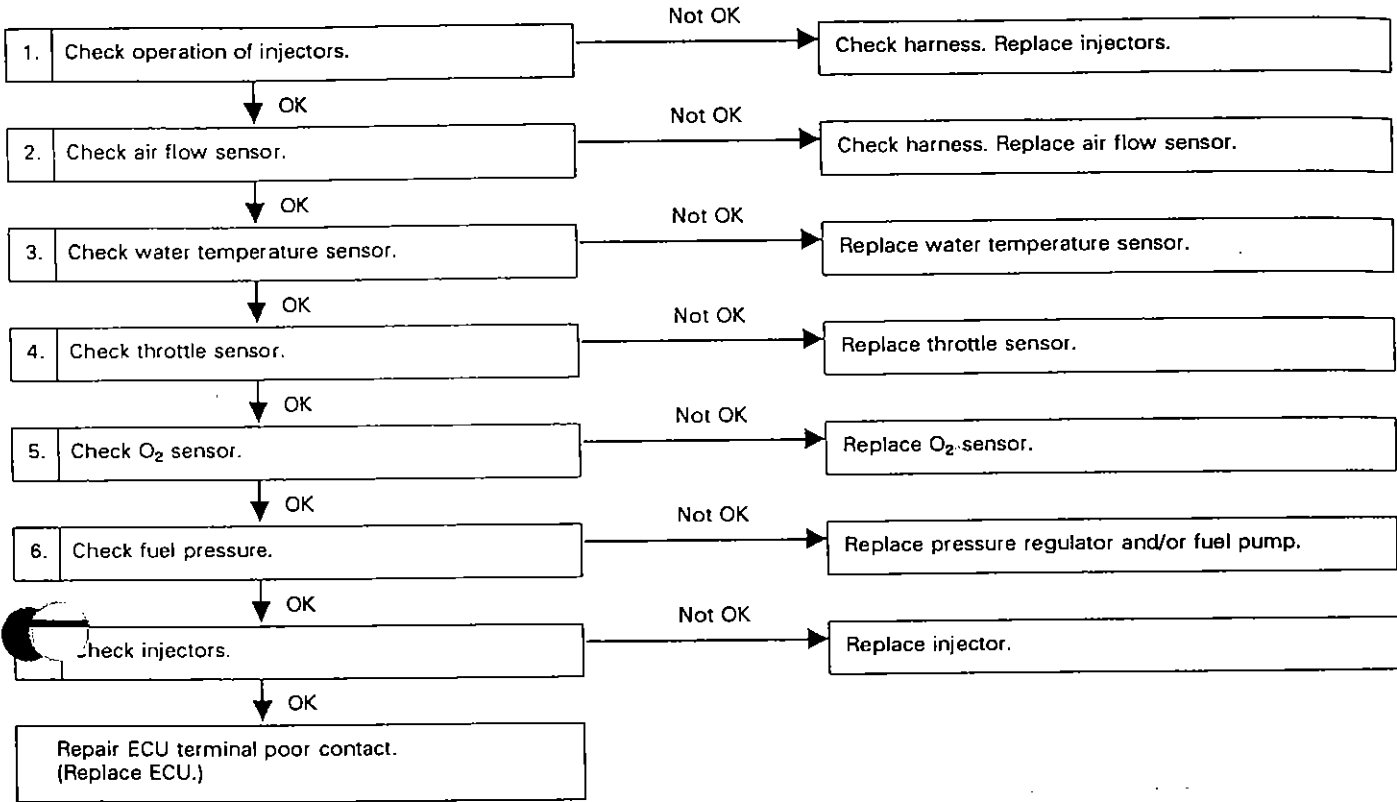 Not OK
1. Check operation of injectors.
Check harness. Replace injectors.
OK
Not OK
2. Check air flow sensor.
Check harness. Replace air flow sensor.
OK
Not OK
3. Check water temperature sensor.
Replace water temperature sensor.
OK
Not OK
4. Check throttle sensor.
Replace throttle sensor.
OK
Not OK
5. Check O₂ sensor.
Replace O₂ sensor.
OK
Not OK
6. Check fuel pressure.
Replace pressure regulator and/or fuel pump.
OK
Not OK
injectors.
Replace injector.
OK
Repair ECU terminal poor contact.
(Replace ECU.)